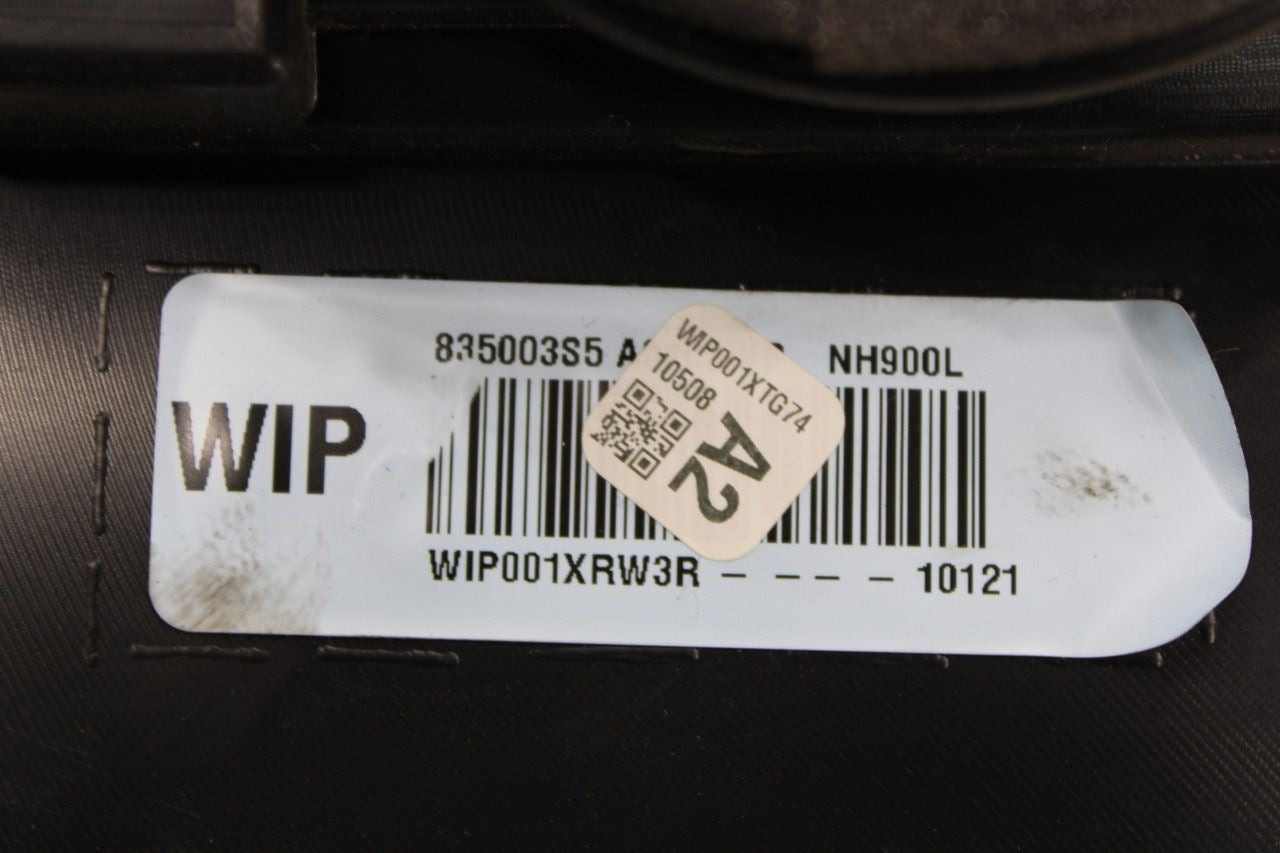 835003S5 NH900L
WIP
WIP001XRW3R – – – – 10121
WIP001XTG74
10508
A2